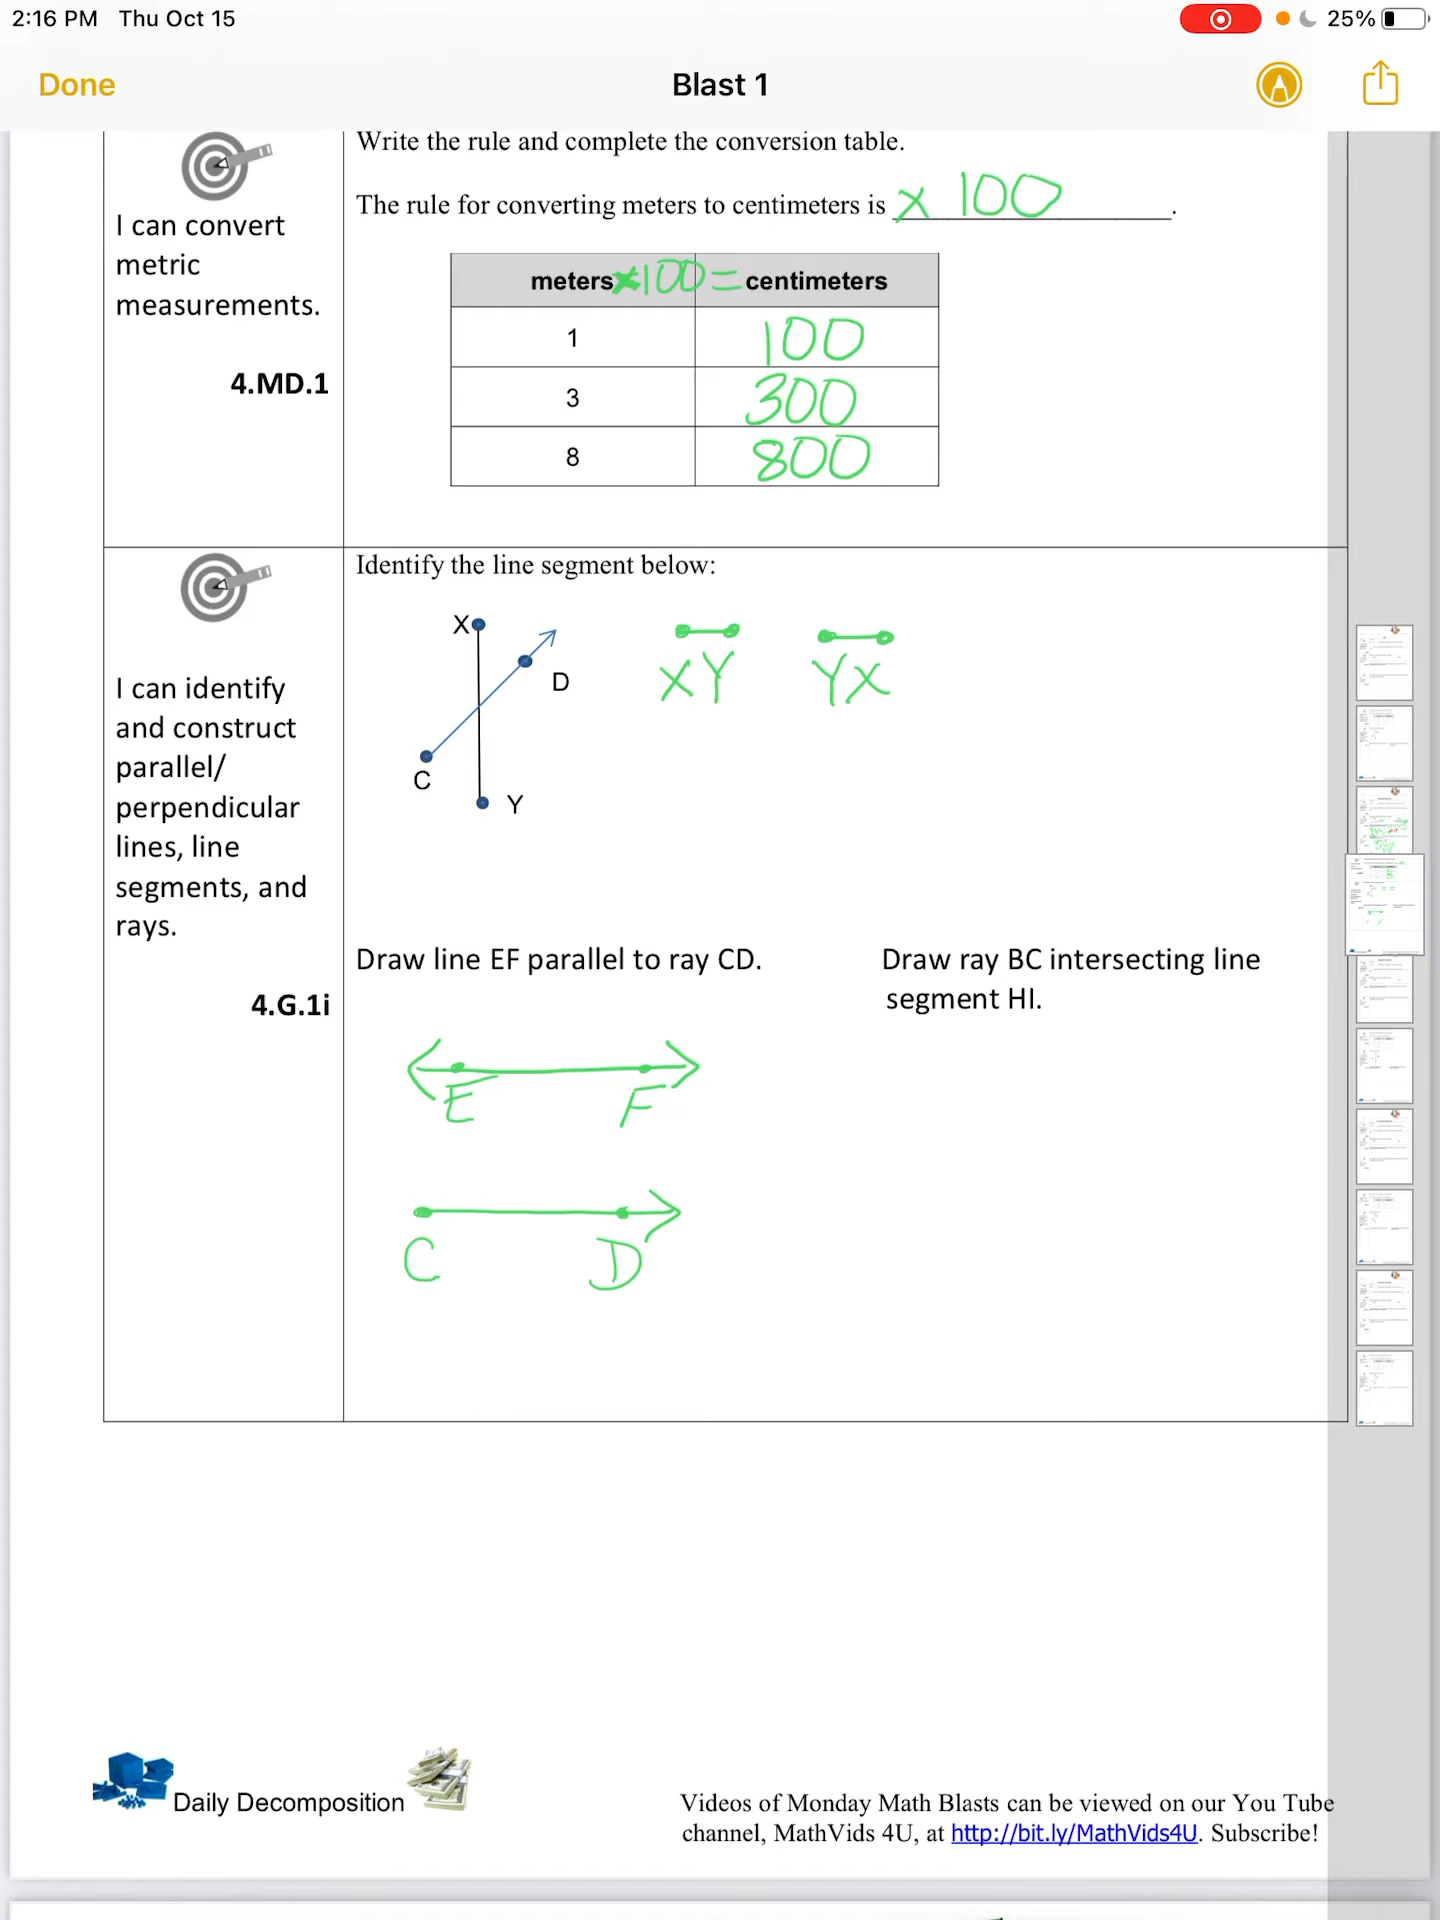 2:16 PM Thu Oct 15
25%
Done
Blast 1
I can convert
metric
measurements.
4.MD.1
Write the rule and complete the conversion table.
The rule for converting meters to centimeters is x 100.
meters x100 = centimeters
1 100
3 300
8 800
I can identify
and construct
parallel/
perpendicular
lines, line
segments, and
rays.
4.G.1i
Identify the line segment below:
X
D
C
Y
XY YX
Draw line EF parallel to ray CD.
E F
C D
Draw ray BC intersecting line
segment HI.
Daily Decomposition
Videos of Monday Math Blasts can be viewed on our You Tube
channel, MathVids 4U, at http://bit.ly/MathVids4U. Subscribe!